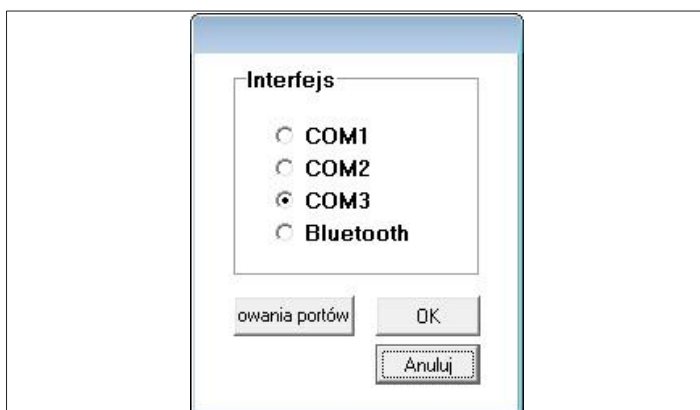 Interfejs
COM1
COM2
COM3
Bluetooth
owania portów
OK
Anuluj